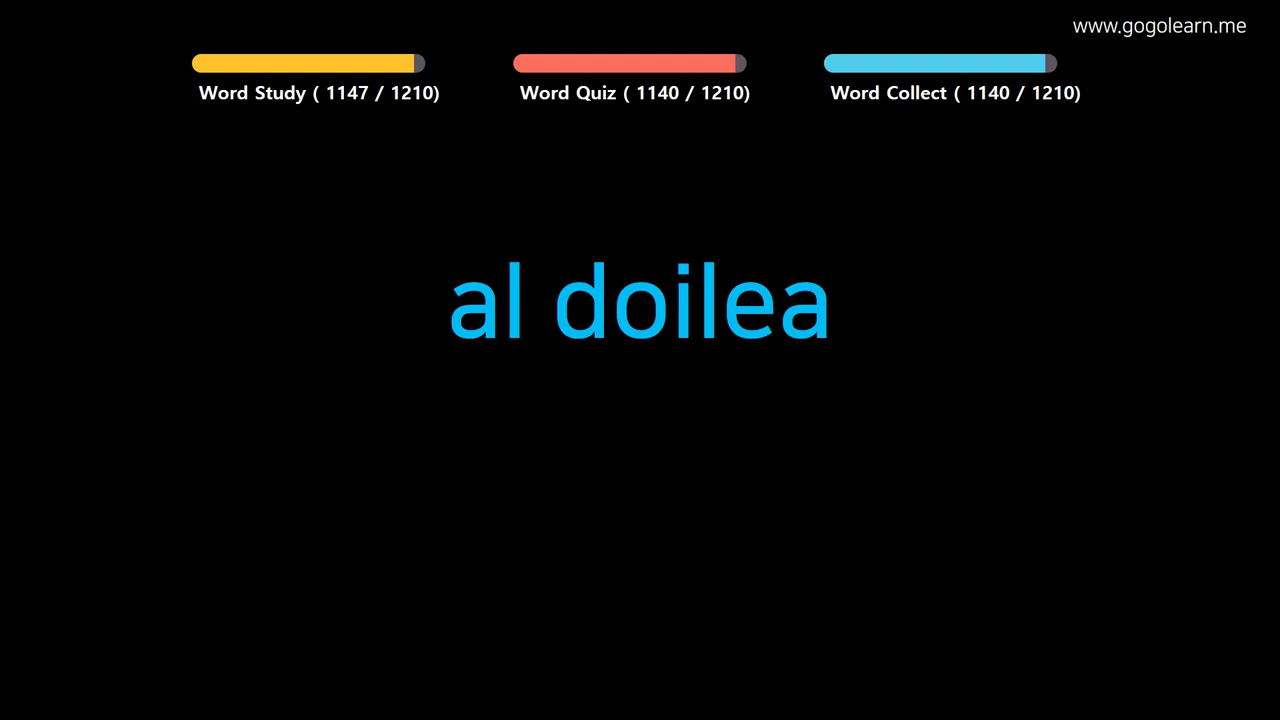 www.gogolearn.me
Word Study ( 1147 / 1210)
Word Quiz ( 1140 / 1210)
Word Collect ( 1140 / 1210)
al doilea